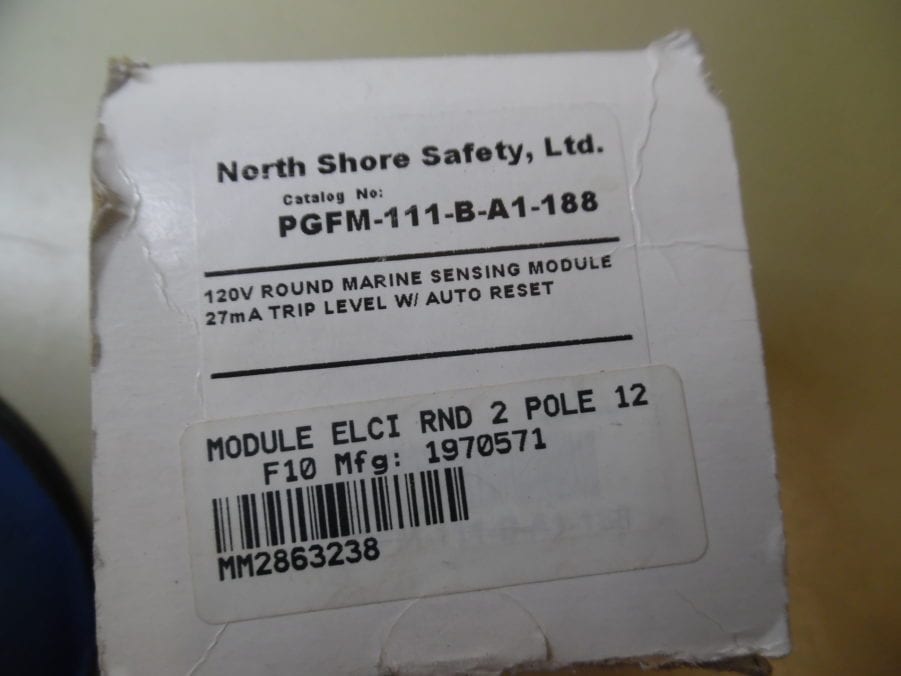 North Shore Safety, Ltd.
Catalog No:
PGFM-111-B-A1-188
120V ROUND MARINE SENSING MODULE
27mA TRIP LEVEL W/ AUTO RESET
MODULE ELCI RND 2 POLE 12
F10 Mfg: 1970571
MM2863238